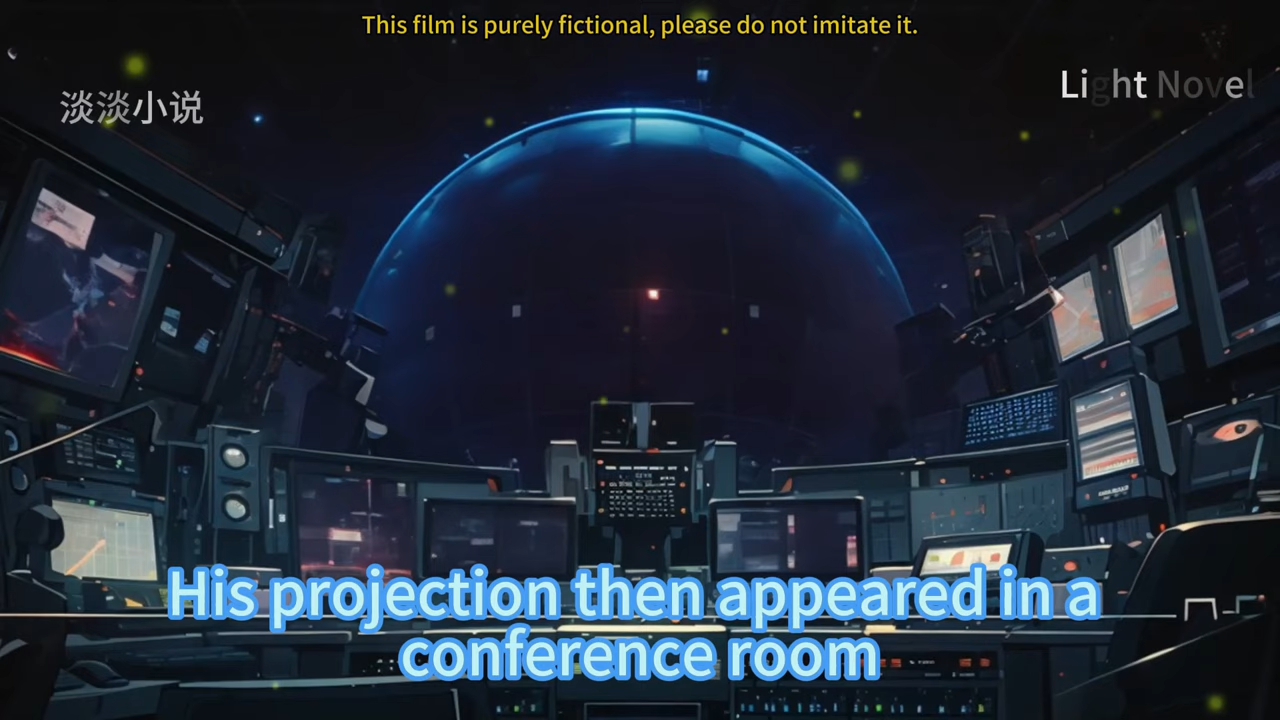 This film is purely fictional, please do not imitate it.
淡淡小说
Light Novel
His projection then appeared in a
conference room